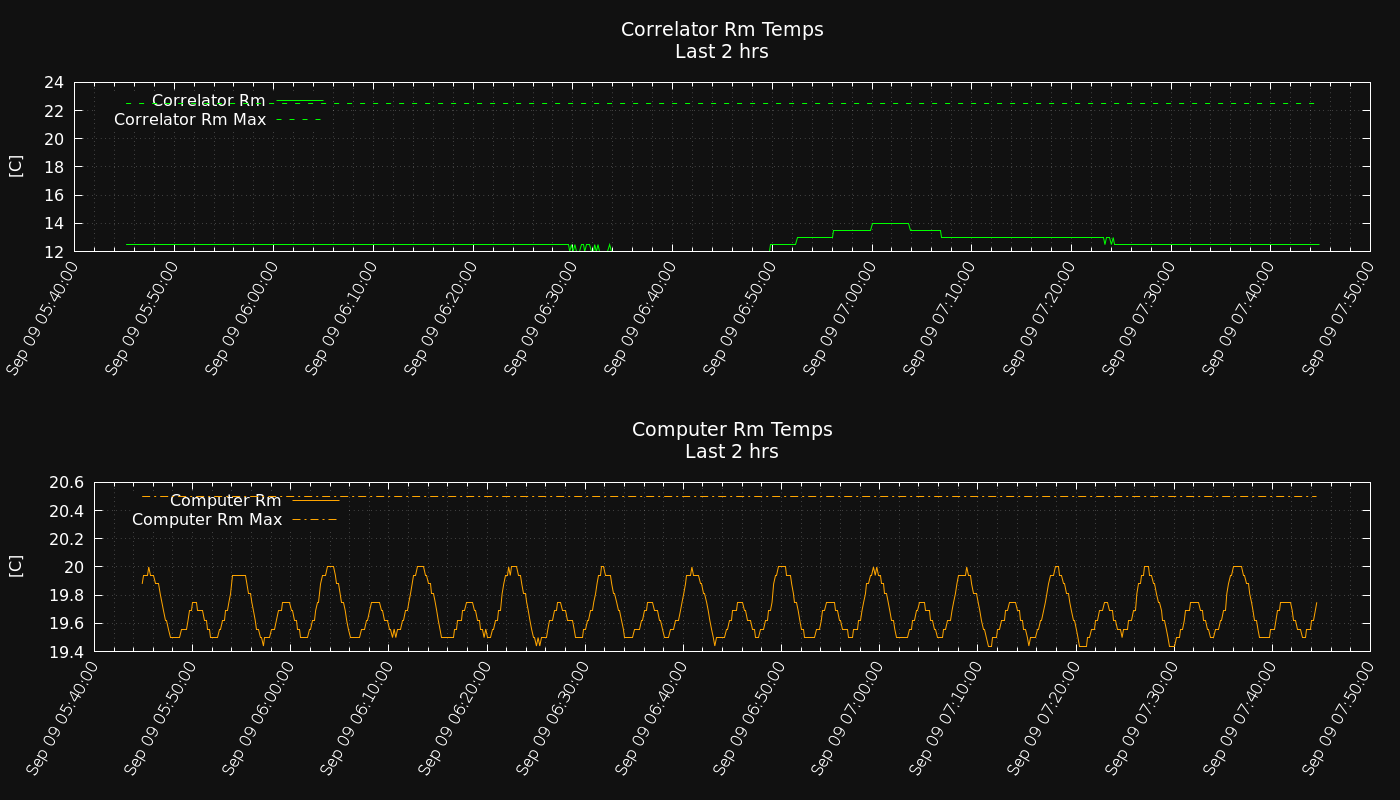 Correlator Rm Temps
Last 2 hrs
24
22
20
18
16
14
12
[C]
Correlator Rm
Correlator Rm Max
Sep 09 05:40:00
Sep 09 05:50:00
Sep 09 06:00:00
Sep 09 06:10:00
Sep 09 06:20:00
Sep 09 06:30:00
Sep 09 06:40:00
Sep 09 06:50:00
Sep 09 07:00:00
Sep 09 07:10:00
Sep 09 07:20:00
Sep 09 07:30:00
Sep 09 07:40:00
Sep 09 07:50:00
Computer Rm Temps
Last 2 hrs
20.6
20.4
20.2
20
19.8
19.6
19.4
[C]
Computer Rm
Computer Rm Max
Sep 09 05:40:00
Sep 09 05:50:00
Sep 09 06:00:00
Sep 09 06:10:00
Sep 09 06:20:00
Sep 09 06:30:00
Sep 09 06:40:00
Sep 09 06:50:00
Sep 09 07:00:00
Sep 09 07:10:00
Sep 09 07:20:00
Sep 09 07:30:00
Sep 09 07:40:00
Sep 09 07:50:00